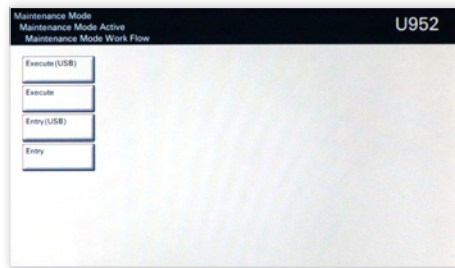 Maintenance Mode
Maintenance Mode Active
Maintenance Mode Work Flow
U952
Execute(USB)
Execute
Entry(USB)
Entry